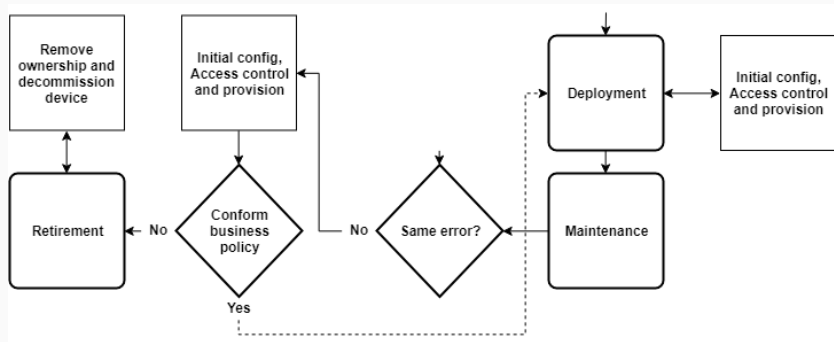 Remove
ownership and
decommission
device
Initial config,
Access control
and provision
Deployment
Initial config,
Access control
and provision
Retirement
No
Conform
business
policy
No
Same error?
Maintenance
Yes